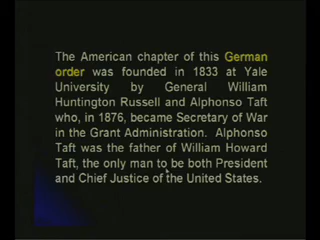 The American chapter of this German
order was founded in 1833 at Yale
University by General William
Huntington Russell and Alphonso Taft
who, in 1876, became Secretary of War
in the Grant Administration. Alphonso
Taft was the father of William Howard
Taft, the only man to be both President
and Chief Justice of the United States.